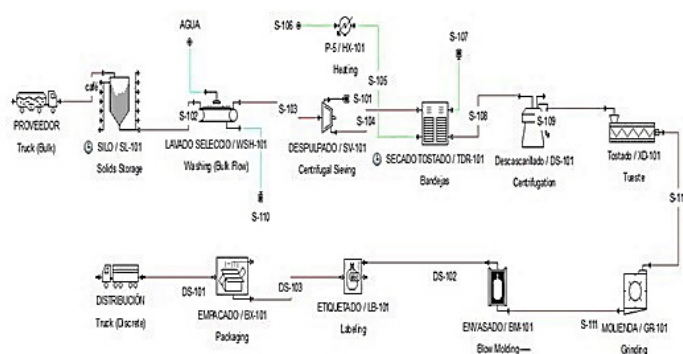 S-106
P-5 / HX-101
Heating
S-107
AGUA
café
S-105
S-102
S-103
S-101
S-104
S-108
S-109
PROVEEDOR
Truck (Bulk)
SILO / SL-101
Solids Storage
LAVADO SELECCIO / WSH-101
Washing (Bulk Flow)
DESPULPADO / SV-101
Centrifugal Sieving
SECADO TOSTADO / TDR-101
Bandejas
Descascarillado / DS-101
Centrifugation
Tostado / XD-101
Tueste
S-110
S-11
DS-101
DS-103
DS-102
S-111
DISTRIBUCIÓN
Truck (Discrete)
EMPACADO / BX-101
Packaging
ETIQUETADO / LB-101
Labeling
ENVASADO / BM-101
Blow Molding
MOLIENDA / GR-101
Grinding